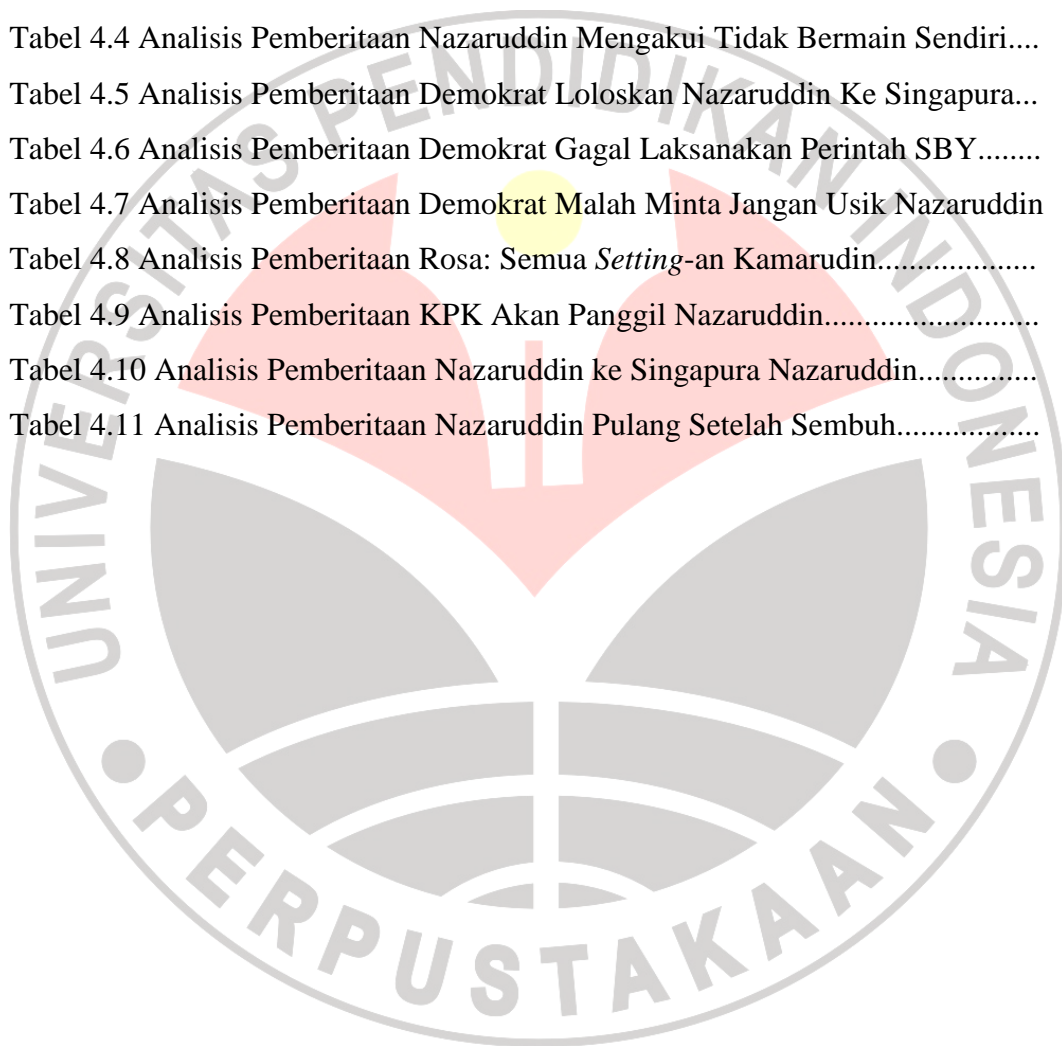 Tabel 4.4 Analisis Pemberitaan Nazaruddin Mengakui Tidak Bermain Sendiri....
Tabel 4.5 Analisis Pemberitaan Demokrat Loloskan Nazaruddin Ke Singapura...
Tabel 4.6 Analisis Pemberitaan Demokrat Gagal Laksanakan Perintah SBY........
Tabel 4.7 Analisis Pemberitaan Demokrat Malah Minta Jangan Usik Nazaruddin
Tabel 4.8 Analisis Pemberitaan Rosa: Semua Setting-an Kamarudin...................
Tabel 4.9 Analisis Pemberitaan KPK Akan Panggil Nazaruddin.........................
Tabel 4.10 Analisis Pemberitaan Nazaruddin ke Singapura Nazaruddin..............
Tabel 4.11 Analisis Pemberitaan Nazaruddin Pulang Setelah Sembuh.................
UNIVERSITAS PENDIDIKAN INDONESIA
PERPUSTAKAAN